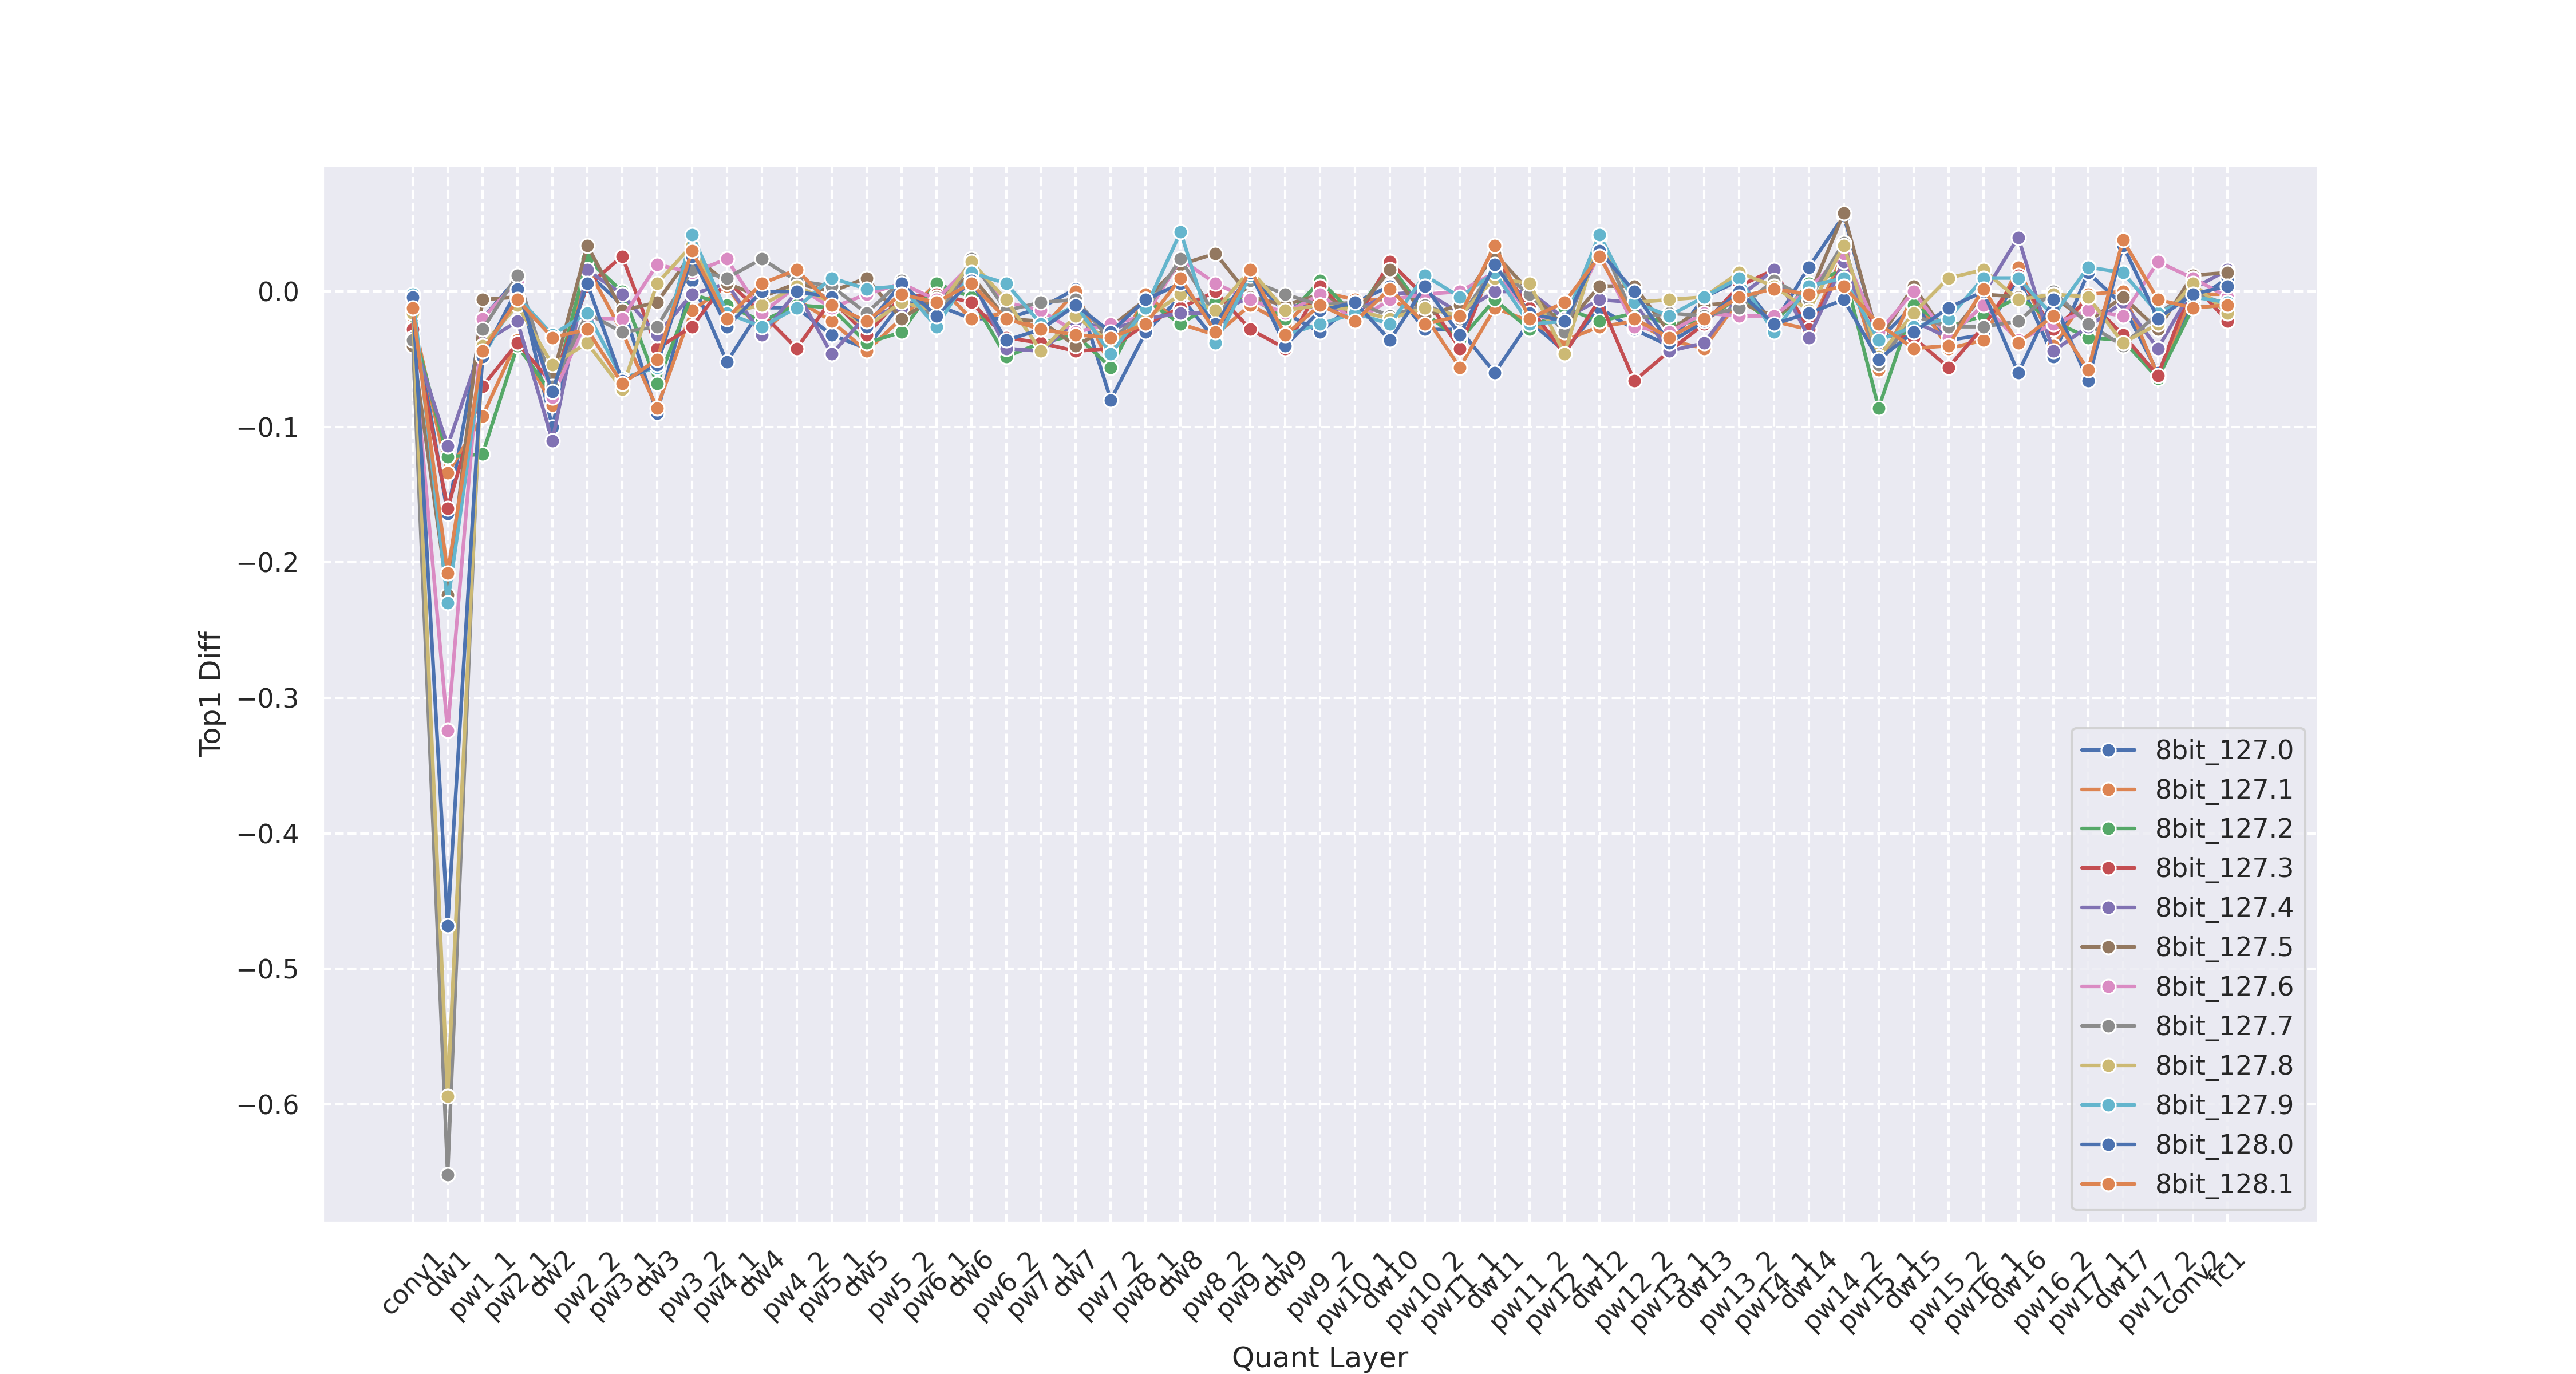 0.0
−0.1
−0.2
−0.3
−0.4
−0.5
−0.6
Top1 Diff
8bit_127.0
8bit_127.1
8bit_127.2
8bit_127.3
8bit_127.4
8bit_127.5
8bit_127.6
8bit_127.7
8bit_127.8
8bit_127.9
8bit_128.0
8bit_128.1
conv1
dw1
pw1_1
pw2_1
dw2
pw2_2
pw3_1
dw3
pw3_2
pw4_1
dw4
pw4_2
pw5_1
dw5
pw5_2
pw6_1
dw6
pw6_2
pw7_1
dw7
pw7_2
pw8_1
dw8
pw8_2
pw9_1
dw9
pw9_2
pw10_1
dw10
pw10_2
pw11_1
dw11
pw11_2
pw12_1
dw12
pw12_2
pw13_1
dw13
pw13_2
pw14_1
dw14
pw14_2
pw15_1
dw15
pw15_2
pw16_1
dw16
pw16_2
pw17_1
dw17
pw17_2
conv2
fc1
Quant Layer